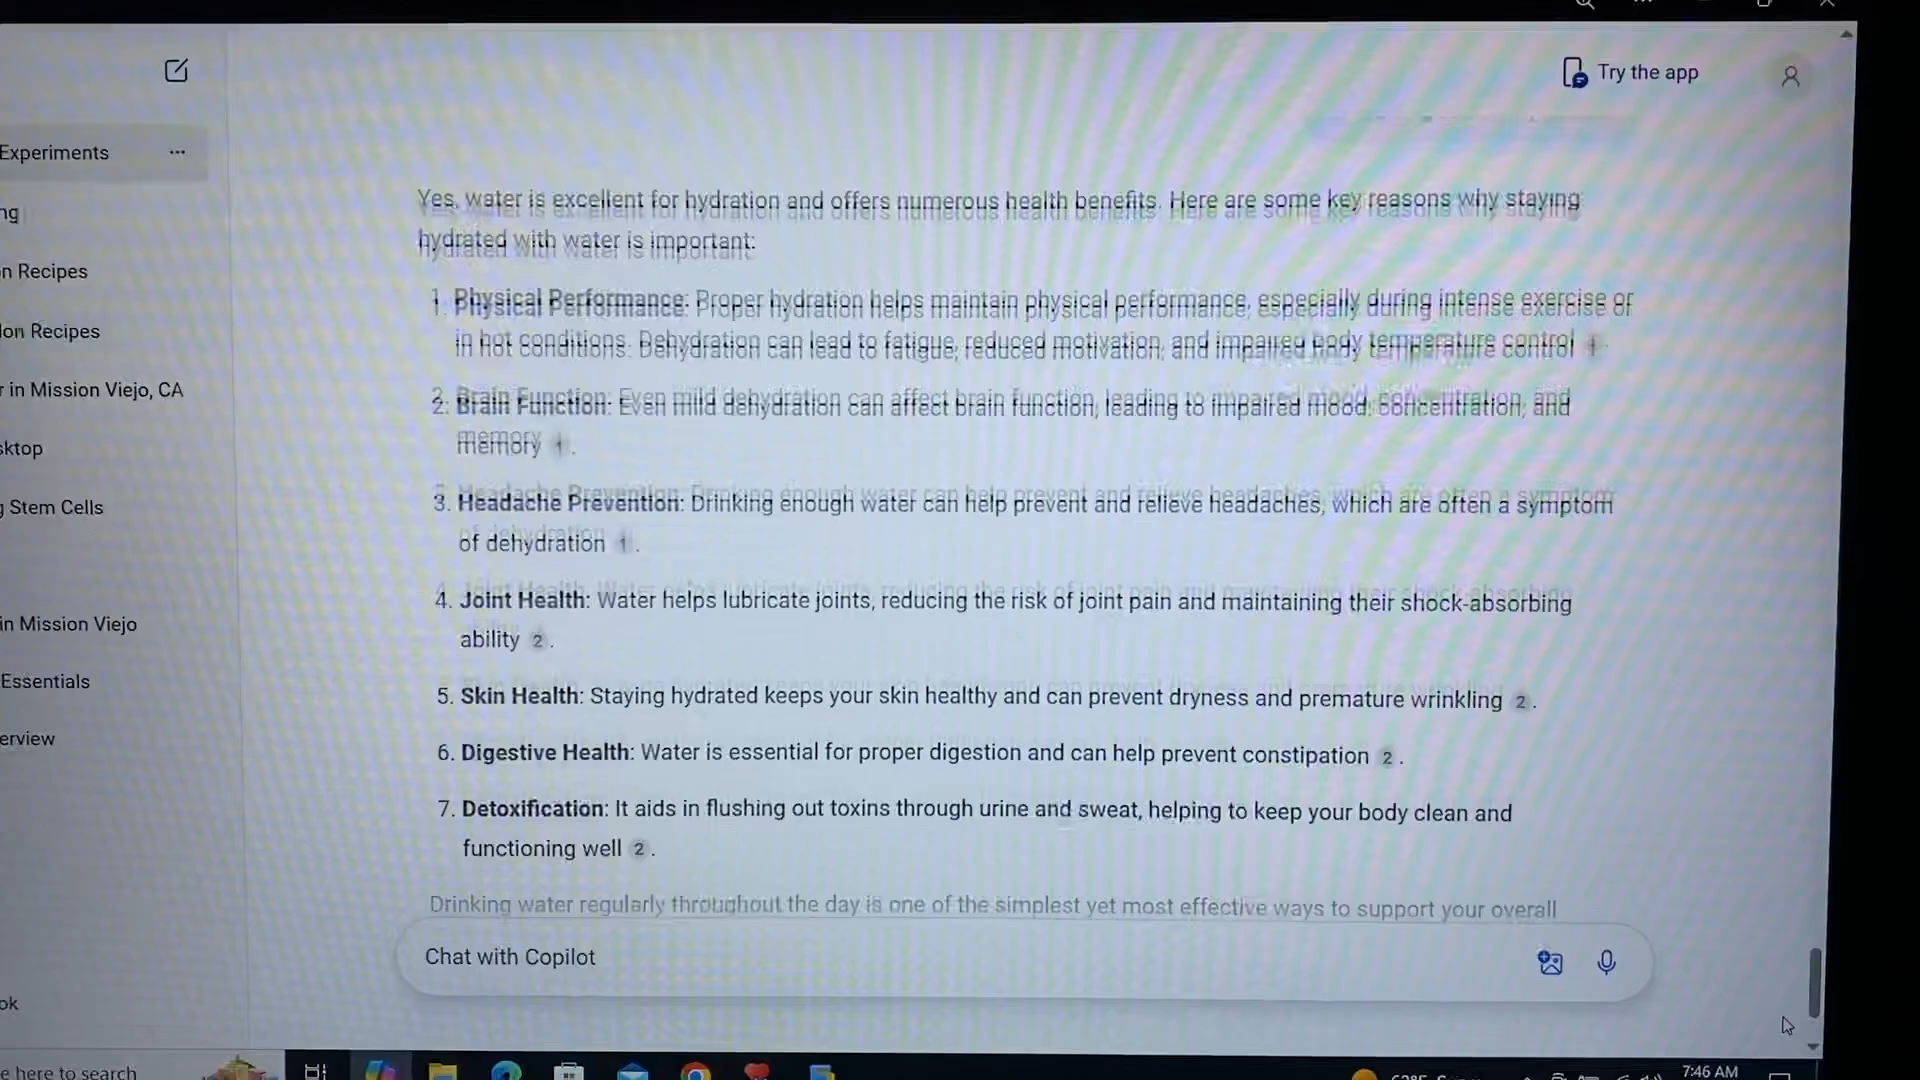 Try the app
Experiments ...
ng
n Recipes
lon Recipes
r in Mission Viejo, CA
sktop
g Stem Cells
in Mission Viejo
Essentials
erview
ok
Yes, water is excellent for hydration and offers numerous health benefits. Here are some key reasons why staying
hydrated with water is important:
1. Physical Performance: Proper hydration helps maintain physical performance, especially during intense exercise or
in hot conditions. Dehydration can lead to fatigue, reduced motivation, and impaired body temperature control 1.
2. Brain Function: Even mild dehydration can affect brain function, leading to impaired mood, concentration, and
memory 1.
3. Headache Prevention: Drinking enough water can help prevent and relieve headaches, which are often a symptom
of dehydration 1.
4. Joint Health: Water helps lubricate joints, reducing the risk of joint pain and maintaining their shock-absorbing
ability 2.
5. Skin Health: Staying hydrated keeps your skin healthy and can prevent dryness and premature wrinkling 2.
6. Digestive Health: Water is essential for proper digestion and can help prevent constipation 2.
7. Detoxification: It aids in flushing out toxins through urine and sweat, helping to keep your body clean and
functioning well 2.
Drinking water regularly throughout the day is one of the simplest yet most effective ways to support your overall
Chat with Copilot
e here to search
7:46 AM